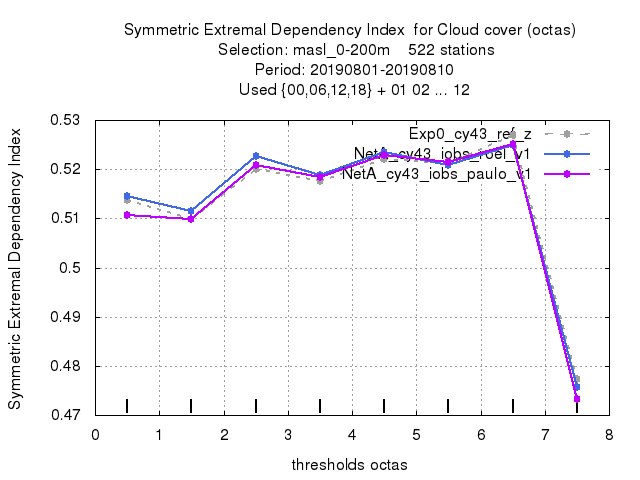 Symmetric Extremal Dependency Index  for Cloud cover (octas)
Selection: masl_0-200m    522 stations
Period: 20190801-20190810
Used {00,06,12,18} + 01 02 ... 12
Symmetric Extremal Dependency Index
0.53
0.52
0.51
0.5
0.49
0.48
0.47
Exp0_cy43_ref_z
NetA_cy43_iobs_roel_v1
NetA_cy43_iobs_paulo_v1
0 1 2 3 4 5 6 7 8
thresholds octas